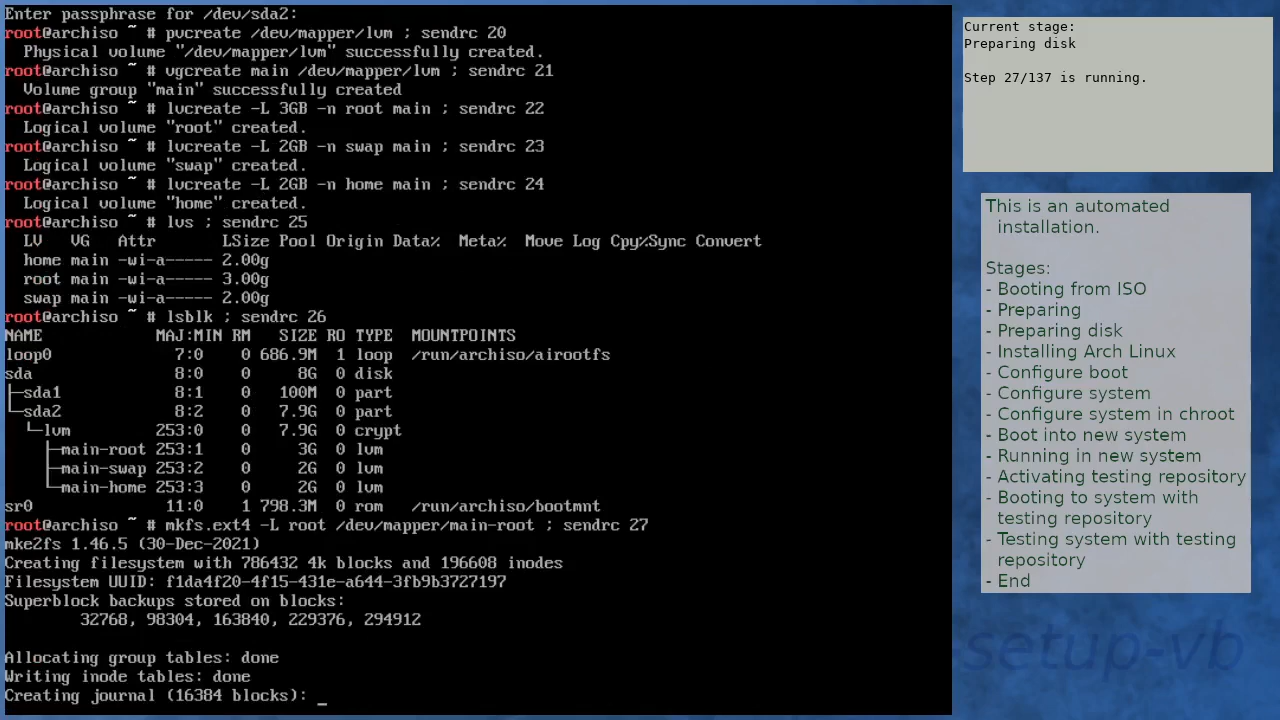 Enter passphrase for /dev/sda2:
root@archiso ~ # pvcreate /dev/mapper/lvm ; sendrc 20
  Physical volume "/dev/mapper/lvm" successfully created.
root@archiso ~ # vgcreate main /dev/mapper/lvm ; sendrc 21
  Volume group "main" successfully created
root@archiso ~ # lvcreate -L 3GB -n root main ; sendrc 22
  Logical volume "root" created.
root@archiso ~ # lvcreate -L 2GB -n swap main ; sendrc 23
  Logical volume "swap" created.
root@archiso ~ # lvcreate -L 2GB -n home main ; sendrc 24
  Logical volume "home" created.
root@archiso ~ # lvs ; sendrc 25
  LV   VG   Attr       LSize Pool Origin Data%  Meta%  Move Log Cpy%Sync Convert
  home main -wi-a----- 2.00g
  root main -wi-a----- 3.00g
  swap main -wi-a----- 2.00g
root@archiso ~ # lsblk ; sendrc 26
NAME            MAJ:MIN RM   SIZE RO TYPE  MOUNTPOINTS
loop0             7:0    0 686.9M  1 loop  /run/archiso/airootfs
sda               8:0    0     8G  0 disk
├─sda1            8:1    0   100M  0 part
└─sda2            8:2    0   7.9G  0 part
  └─lvm         253:0    0   7.9G  0 crypt
    ├─main-root 253:1    0     3G  0 lvm
    ├─main-swap 253:2    0     2G  0 lvm
    └─main-home 253:3    0     2G  0 lvm
sr0              11:0    1 798.3M  0 rom   /run/archiso/bootmnt
root@archiso ~ # mkfs.ext4 -L root /dev/mapper/main-root ; sendrc 27
mke2fs 1.46.5 (30-Dec-2021)
Creating filesystem with 786432 4k blocks and 196608 inodes
Filesystem UUID: f1da4f20-4f15-431e-a644-3fb9b3727197
Superblock backups stored on blocks:
        32768, 98304, 163840, 229376, 294912
Allocating group tables: done
Writing inode tables: done
Creating journal (16384 blocks): _
Current stage:
Preparing disk
Step 27/137 is running.
This is an automated
installation.
Stages:
- Booting from ISO
- Preparing
- Preparing disk
- Installing Arch Linux
- Configure boot
- Configure system
- Configure system in chroot
- Boot into new system
- Running in new system
- Activating testing repository
- Booting to system with
testing repository
- Testing system with testing
repository
- End
setup-vb